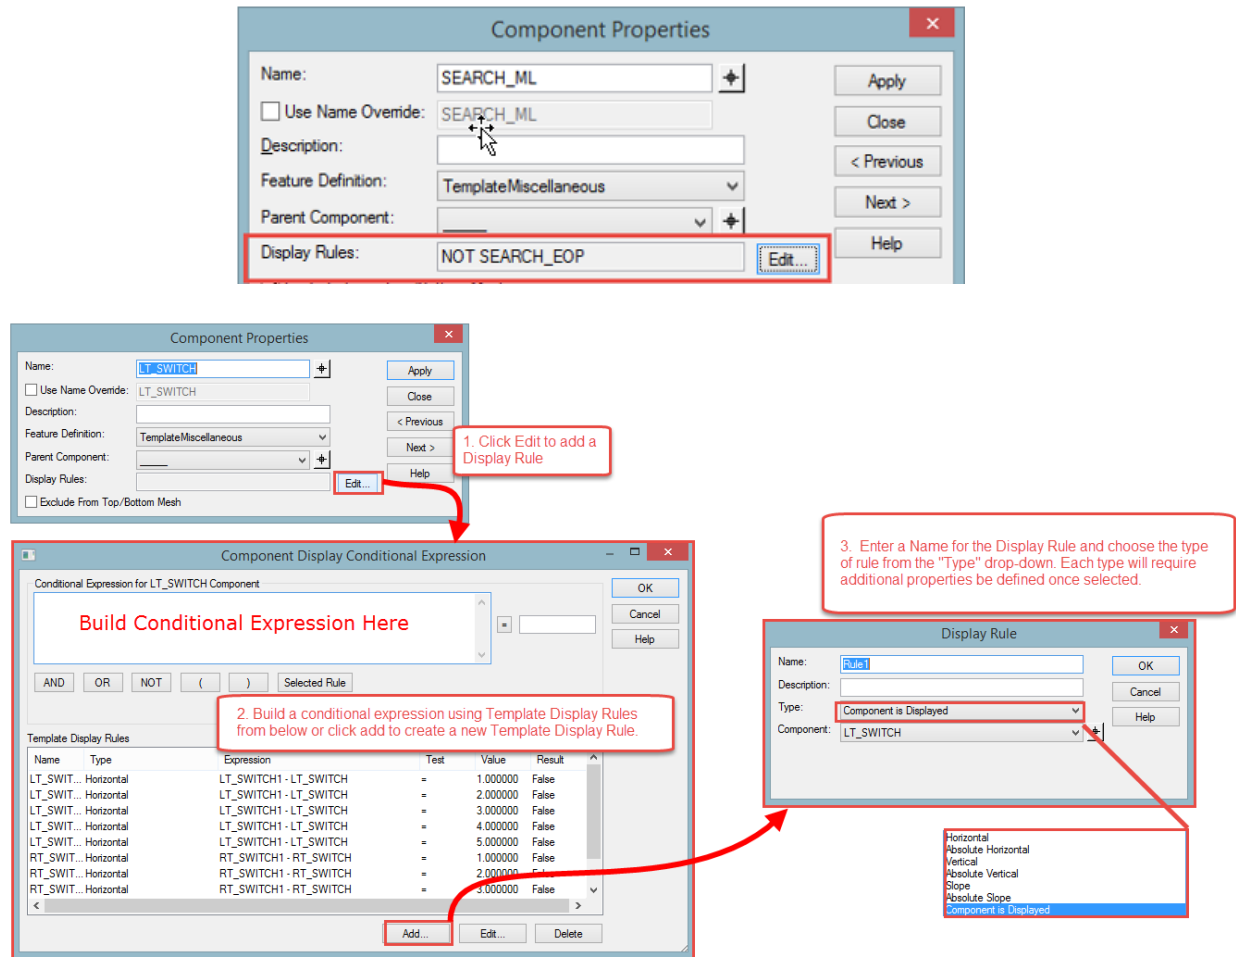 Component Properties
Name:
SEARCH_ML
Apply
Use Name Override:
SEARCH_ML
Close
Description:
< Previous
Feature Definition:
TemplateMiscellaneous
Next >
Parent Component:
Display Rules:
NOT SEARCH_EOP
Edit...
Help
Component Properties
Name:
LT_SWITCH
Apply
Use Name Override:
LT_SWITCH
Close
Description:
< Previous
Feature Definition:
TemplateMiscellaneous
Next >
Parent Component:
Display Rules:
Edit...
Help
Exclude From Top/Bottom Mesh
1. Click Edit to add a
Display Rule
Component Display Conditional Expression
Conditional Expression for LT_SWITCH Component
Build Conditional Expression Here
=
OK
Cancel
Help
AND
OR
NOT
(
)
Selected Rule
2. Build a conditional expression using Template Display Rules
from below or click add to create a new Template Display Rule.
Template Display Rules
Name Type Expression Test Value Result
LT_SWIT... Horizontal LT_SWITCH1 - LT_SWITCH = 1.000000 False
LT_SWIT... Horizontal LT_SWITCH1 - LT_SWITCH = 2.000000 False
LT_SWIT... Horizontal LT_SWITCH1 - LT_SWITCH = 3.000000 False
LT_SWIT... Horizontal LT_SWITCH1 - LT_SWITCH = 4.000000 False
LT_SWIT... Horizontal LT_SWITCH1 - LT_SWITCH = 5.000000 False
RT_SWIT... Horizontal RT_SWITCH1 - RT_SWITCH = 1.000000 False
RT_SWIT... Horizontal RT_SWITCH1 - RT_SWITCH = 2.000000 False
RT_SWIT... Horizontal RT_SWITCH1 - RT_SWITCH = 3.000000 False
Add...
Edit...
Delete
3. Enter a Name for the Display Rule and choose the type
of rule from the "Type" drop-down. Each type will require
additional properties be defined once selected.
Display Rule
Name:
Rule1
OK
Description:
Cancel
Type:
Component is Displayed
Help
Component:
LT_SWITCH
Horizontal
Absolute Horizontal
Vertical
Absolute Vertical
Slope
Absolute Slope
Component is Displayed